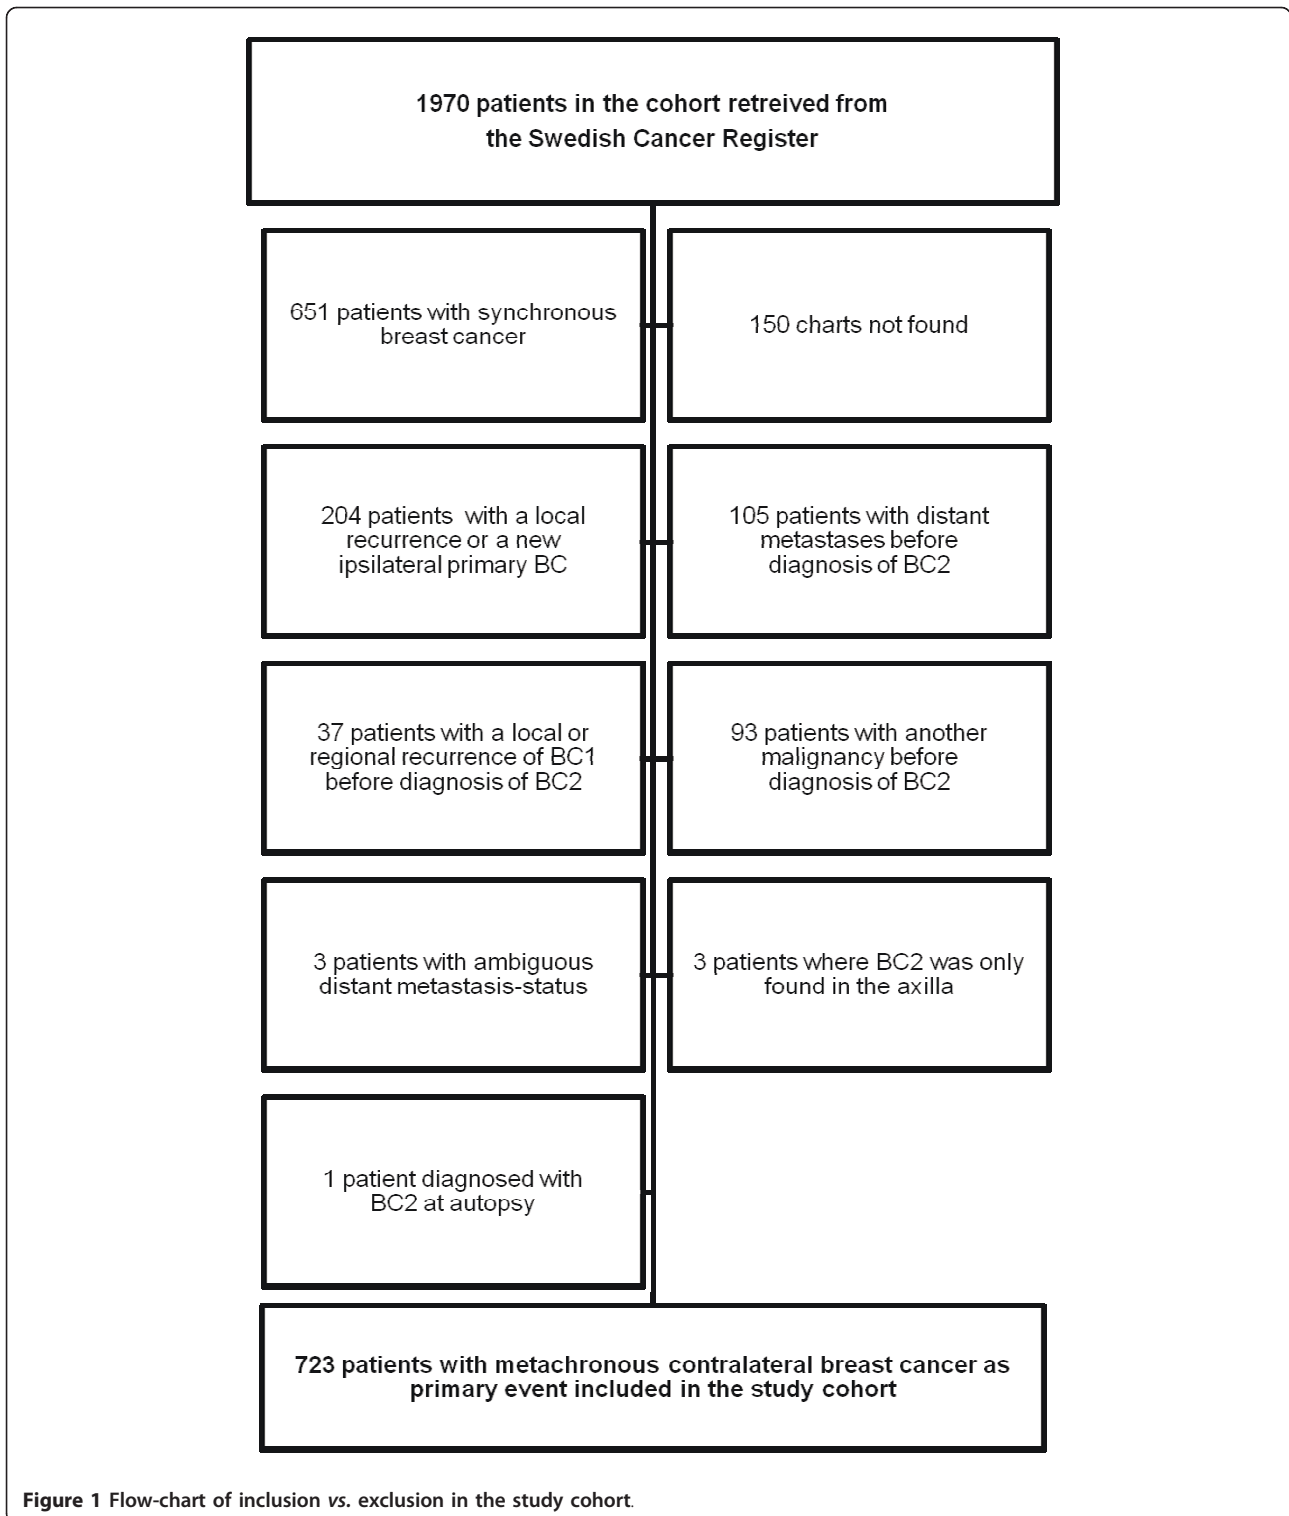 1970 patients in the cohort retreived from
the Swedish Cancer Register
651 patients with synchronous
breast cancer
150 charts not found
204 patients with a local
recurrence or a new
ipsilateral primary BC
105 patients with distant
metastases before
diagnosis of BC2
37 patients with a local or
regional recurrence of BC1
before diagnosis of BC2
93 patients with another
malignancy before
diagnosis of BC2
3 patients with ambiguous
distant metastasis-status
3 patients where BC2 was only
found in the axilla
1 patient diagnosed with
BC2 at autopsy
723 patients with metachronous contralateral breast cancer as
primary event included in the study cohort
Figure 1 Flow-chart of inclusion vs. exclusion in the study cohort.